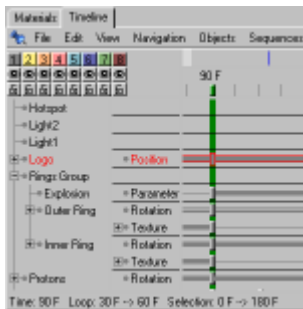 Materials Timeline
File Edit View Navigation Objects Sequences
1 2 3 4 5 6 7 8
90 F
Hotspot
Light2
Light1
Logo Position
Rings Group
Explosion Parameter
Outer Ring Rotation
Texture
Inner Ring Rotation
Texture
Photons Rotation
Time: 90 F Loop: 30 F -> 60 F Selection: 0 F -> 180 F